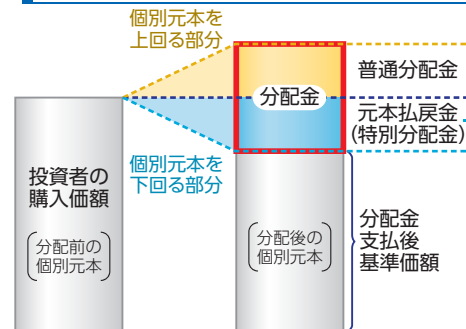 個別元本を
上回る部分
普通分配金
分配金
元本払戻金
(特別分配金)
個別元本を
下回る部分
投資者の
購入価額
分配前の
個別元本
分配後の
個別元本
分配金
支払後
基準価額